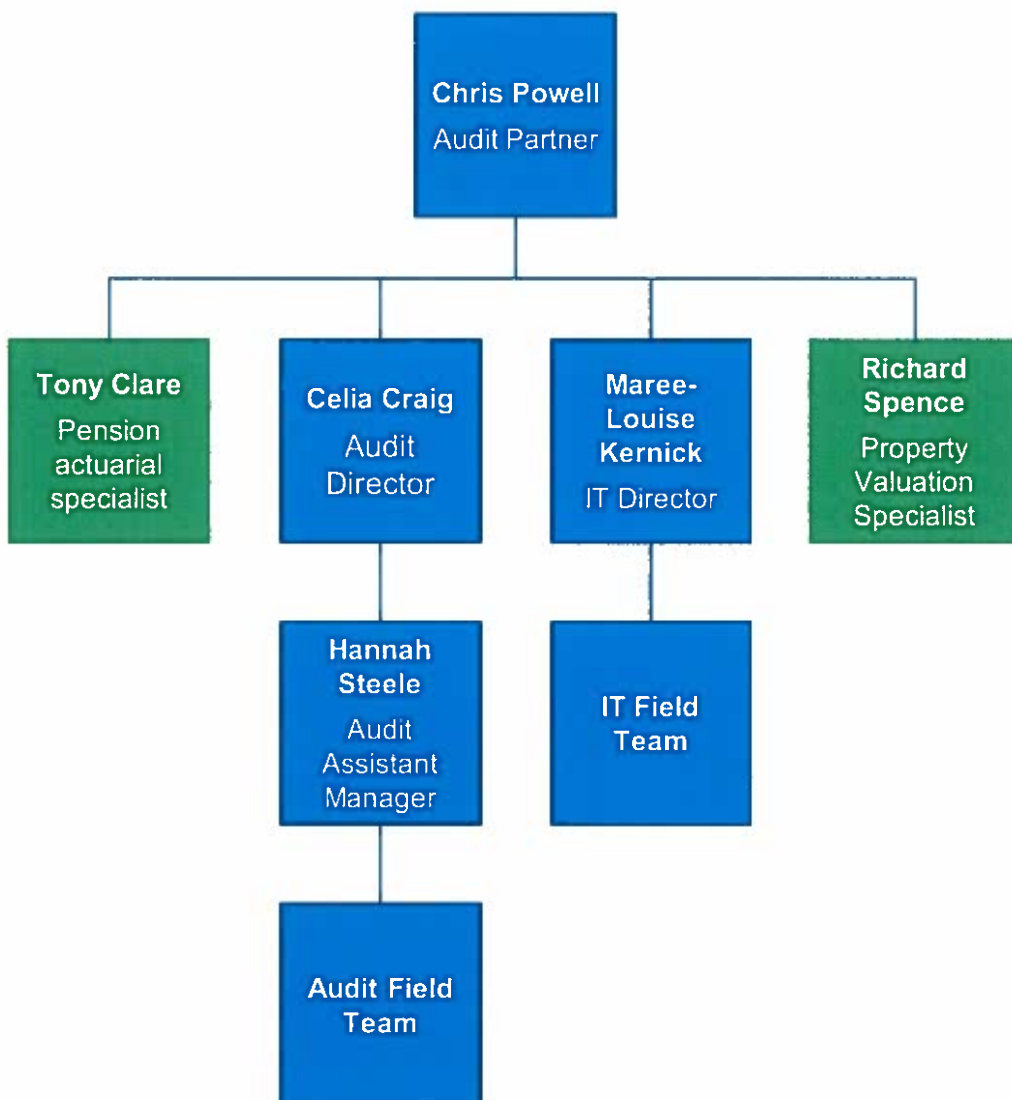 Chris Powell
Audit Partner
Tony Clare
Pension
actuarial
specialist
Celia Craig
Audit
Director
Maree-
Louise
Kernick
IT Director
Richard
Spence
Property
Valuation
Specialist
Hannah
Steele
Audit
Assistant
Manager
IT Field
Team
Audit Field
Team